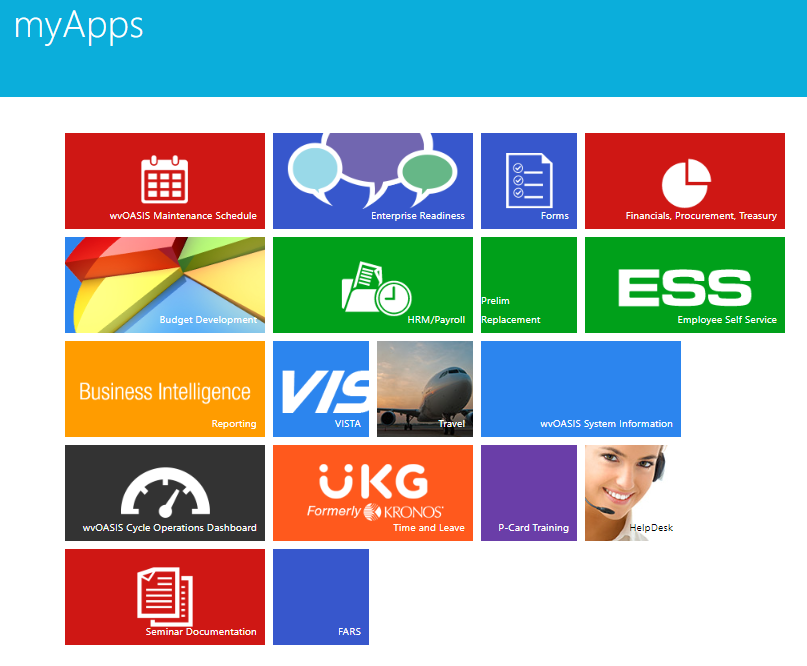 myApps
wvOASIS Maintenance Schedule
Enterprise Readiness
Forms
Financials, Procurement, Treasury
Budget Development
HRM/Payroll
Prelim
Replacement
ESS
Employee Self Service
Business Intelligence
Reporting
VIS
VISTA
Travel
wvOASIS System Information
wvOASIS Cycle Operations Dashboard
UKG
Formerly KRONOS
Time and Leave
P-Card Training
HelpDesk
Seminar Documentation
FARS